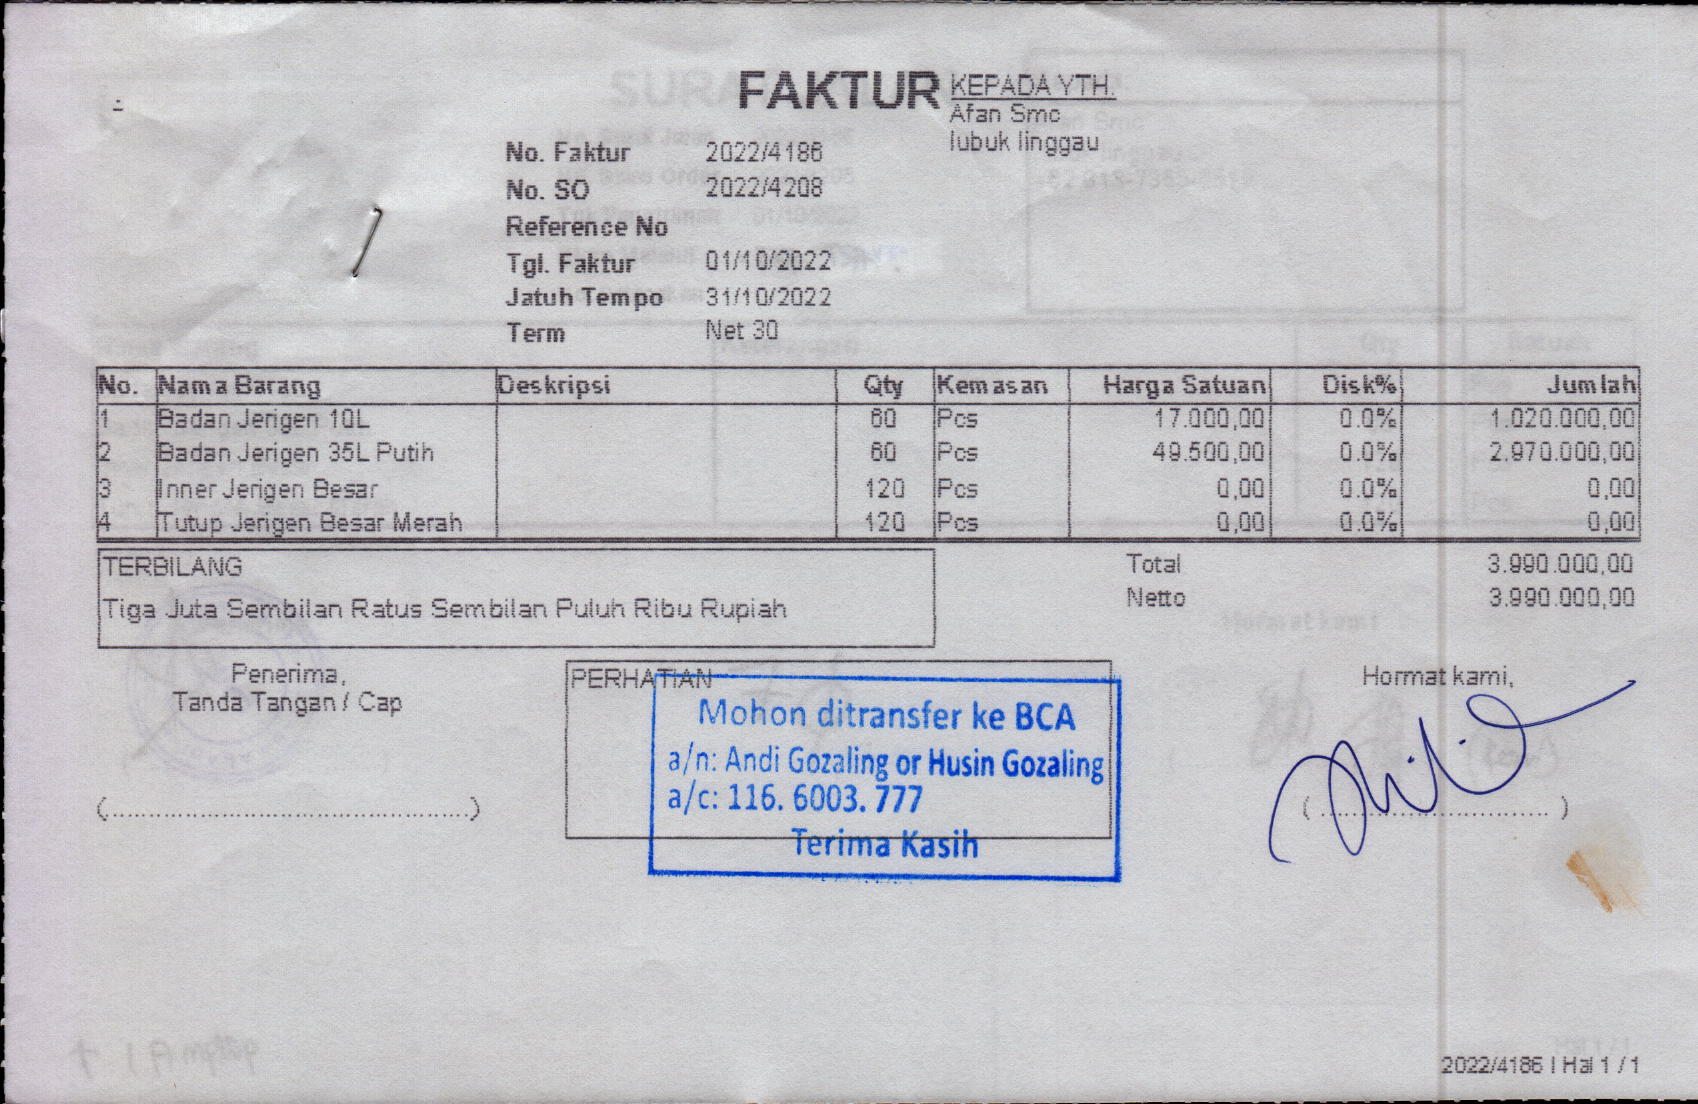 FAKTUR
KEPADA YTH.
Afan Smc
lubuk linggau
No. Faktur 2022/4186
No. SO 2022/4208
Reference No
Tgl. Faktur 01/10/2022
Jatuh Tempo 31/10/2022
Term Net 30
No. Nama Barang Deskripsi Qty Kemasan Harga Satuan Disk% Jumlah
1 Badan Jerigen 10L 60 Pcs 17.000,00 0.0% 1.020.000,00
2 Badan Jerigen 35L Putih 60 Pcs 49.500,00 0.0% 2.970.000,00
3 Inner Jerigen Besar 120 Pcs 0,00 0.0% 0,00
4 Tutup Jerigen Besar Merah 120 Pcs 0,00 0.0% 0,00
TERBILANG
Tiga Juta Sembilan Ratus Sembilan Puluh Ribu Rupiah
Total 3.990.000,00
Netto 3.990.000,00
Penerima,
Tanda Tangan / Cap
(................................................)
PERHATIAN
Mohon ditransfer ke BCA
a/n: Andi Gozaling or Husin Gozaling
a/c: 116. 6003. 777
Terima Kasih
Hormat kami,
(..............................)
2022/4186 | Hal 1 / 1